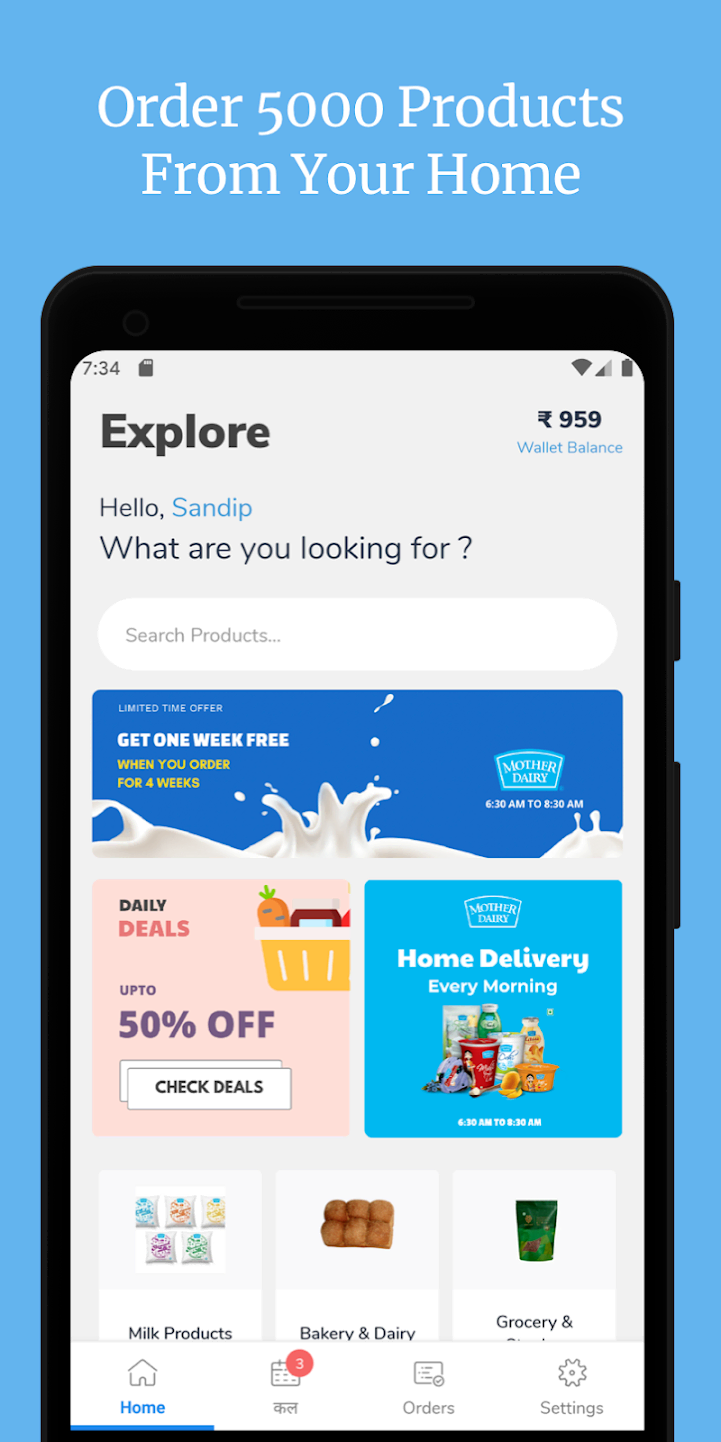 Order 5000 Products
From Your Home
7:34
Explore
₹ 959
Wallet Balance
Hello, Sandip
What are you looking for ?
Search Products...
LIMITED TIME OFFER
GET ONE WEEK FREE
WHEN YOU ORDER
FOR 4 WEEKS
MOTHER
DAIRY
6:30 AM TO 8:30 AM
DAILY
DEALS
UPTO
50% OFF
CHECK DEALS
MOTHER
DAIRY
Home Delivery
Every Morning
6:30 AM TO 8:30 AM
Milk Products
Bakery & Dairy
Grocery &
3
Home
कल
Orders
Settings